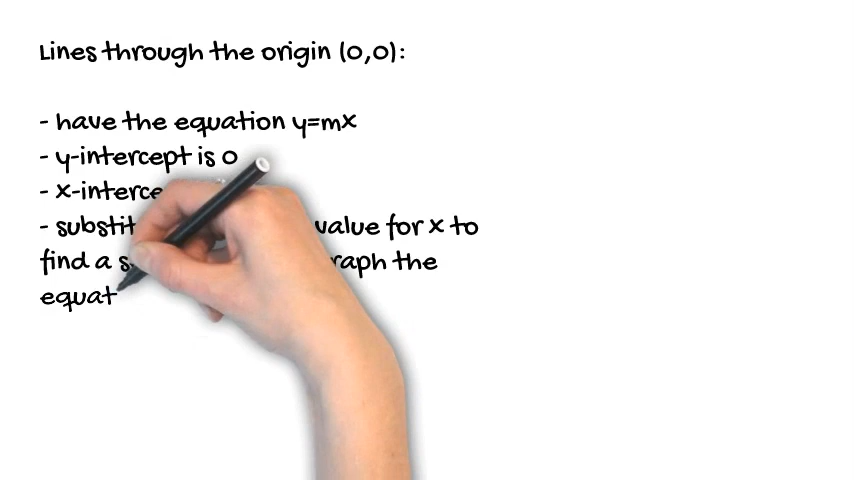 Lines through the origin (0,0):
- have the equation y=mx
- y-intercept is 0
- x-interce
- substit value for x to
find a s raph the
equat